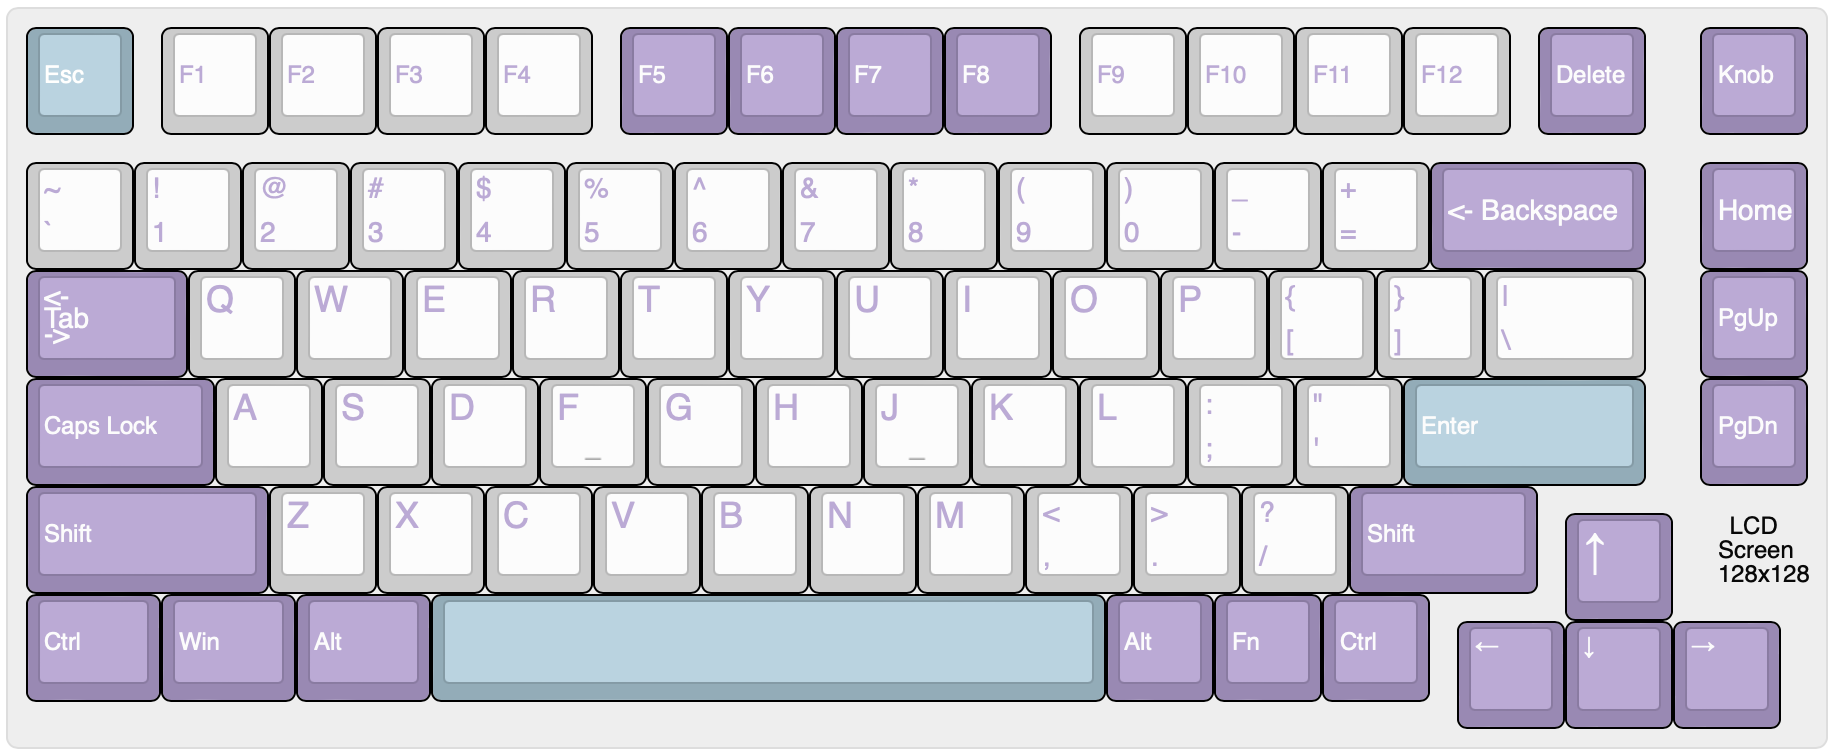 Esc F1 F2 F3 F4 F5 F6 F7 F8 F9 F10 F11 F12 Delete Knob
~ ! @ # $ % ^ & * ( ) _ +
` 1 2 3 4 5 6 7 8 9 0 - =
<- Backspace Home
<-
Tab
->
Q W E R T Y U I O P { } |
[ ] \
PgUp
Caps Lock A S D F G H J K L : " Enter PgDn
_ _ ; '
Shift Z X C V B N M < > ? Shift
, . /
↑
LCD
Screen
128x128
Ctrl Win Alt Alt Fn Ctrl ← ↓ →